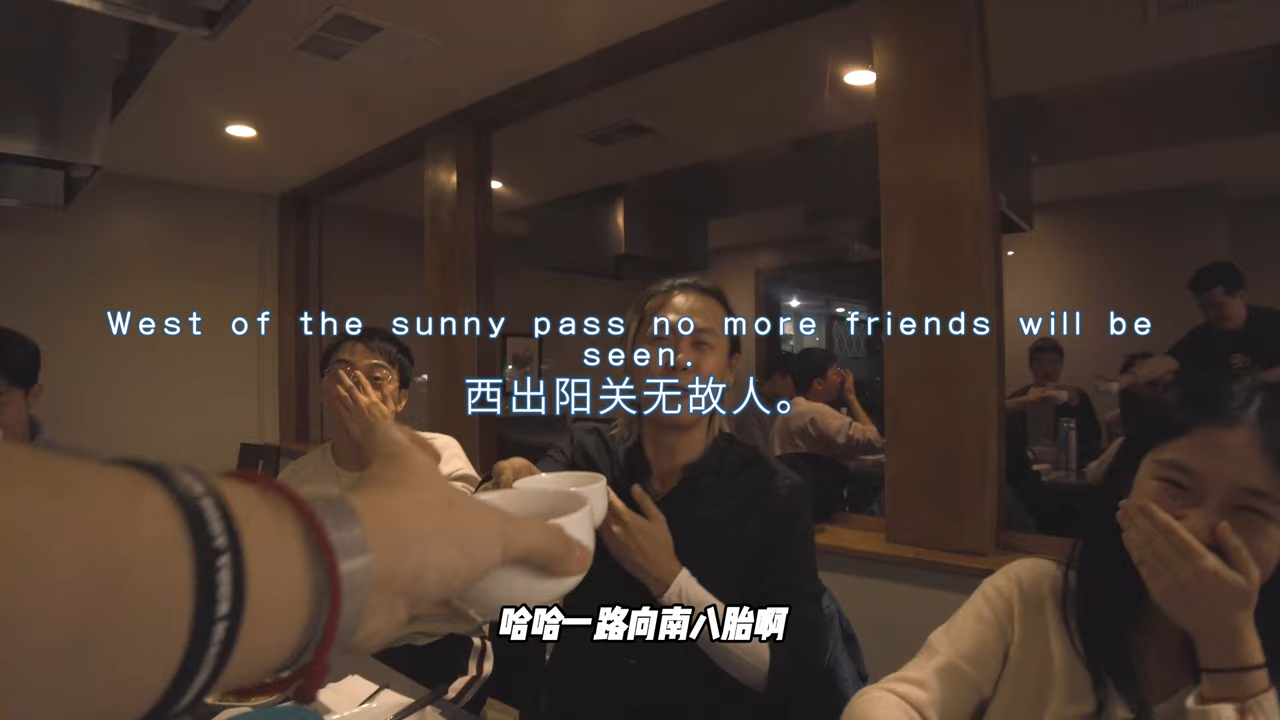 West of the sunny pass no more friends will be
seen.
西出阳关无故人。
哈哈一路向南八胎啊